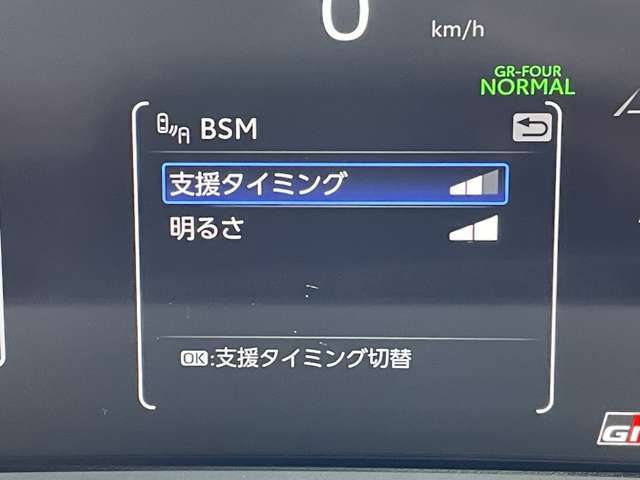 0
km/h
GR-FOUR
NORMAL
BSM
支援タイミング
明るさ
OK:支援タイミング切替